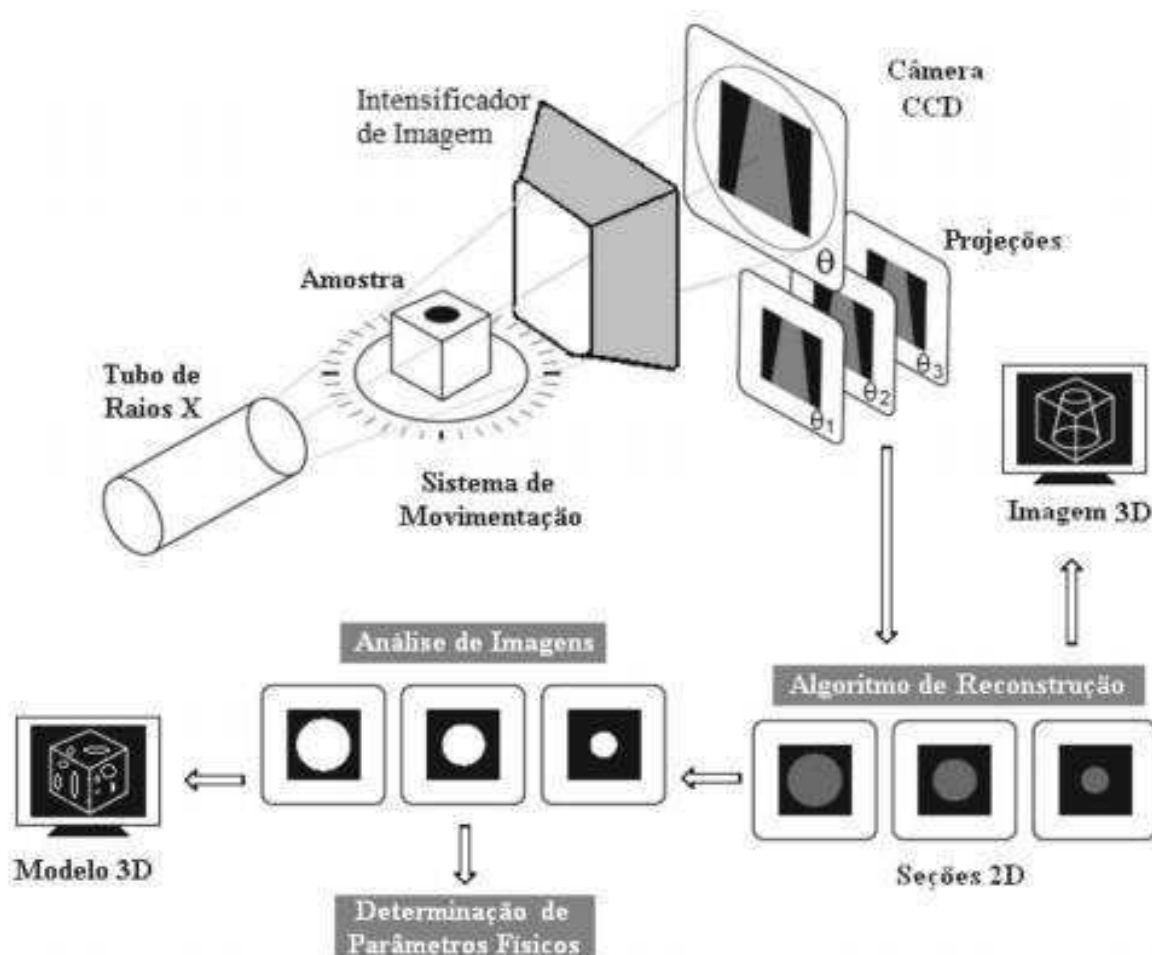 Câmera
CCD
Intensificador
de Imagem
Projeções
Amostra
θ
θ1
θ2
θ3
Tubo de
Raios X
Sistema de
Movimentação
Imagem 3D
Análise de Imagens
Algoritmo de Reconstrução
Modelo 3D
Seções 2D
Determinação de
Parâmetros Físicos